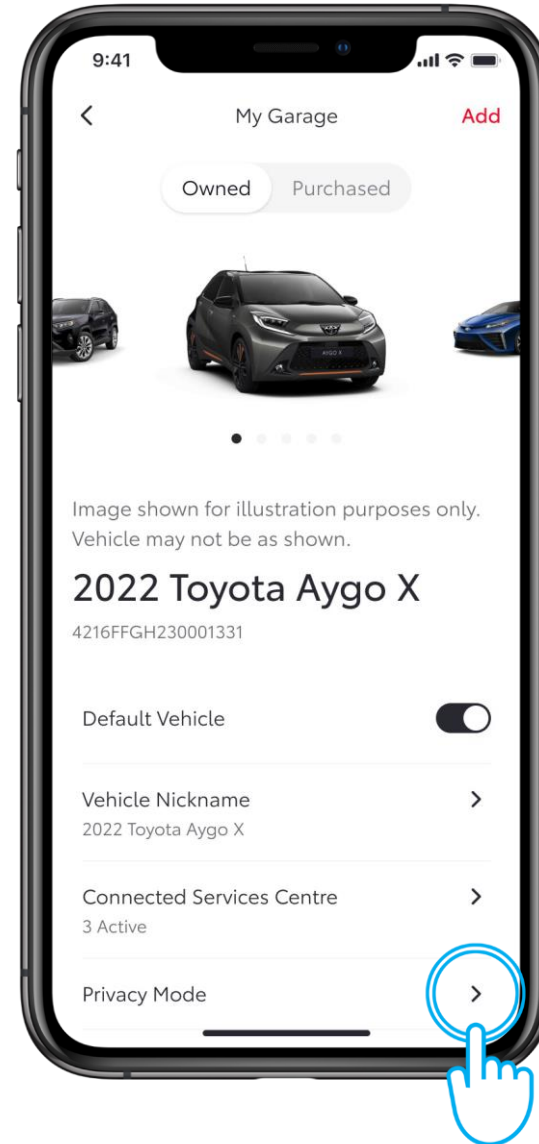 9:41
My Garage
Add
Owned
Purchased
AYGO X
Image shown for illustration purposes only.
Vehicle may not be as shown.
2022 Toyota Aygo X
4216FFGH230001331
Default Vehicle
Vehicle Nickname
2022 Toyota Aygo X
Connected Services Centre
3 Active
Privacy Mode